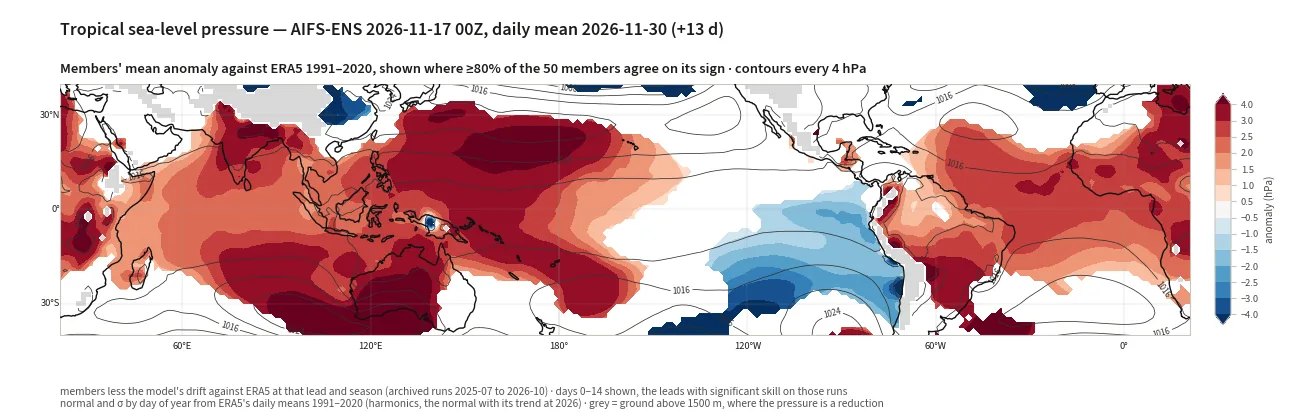 Tropical sea-level pressure — AIFS-ENS 2026-11-17 00Z, daily mean 2026-11-30 (+13 d)
Members' mean anomaly against ERA5 1991–2020, shown where ≥80% of the 50 members agree on its sign · contours every 4 hPa
1016
1016
30°N
1016
0°
30°S
1016
1016
1024
1016
1016
60°E
120°E
180°
120°W
60°W
0°
4.0
3.0
2.5
2.0
1.5
1.0
0.5
−0.5
−1.0
−1.5
−2.0
−2.5
−3.0
−4.0
anomaly (hPa)
members less the model's drift against ERA5 at that lead and season (archived runs 2025-07 to 2026-10) · days 0–14 shown, the leads with significant skill on those runs
normal and σ by day of year from ERA5's daily means 1991–2020 (harmonics, the normal with its trend at 2026) · grey = ground above 1500 m, where the pressure is a reduction